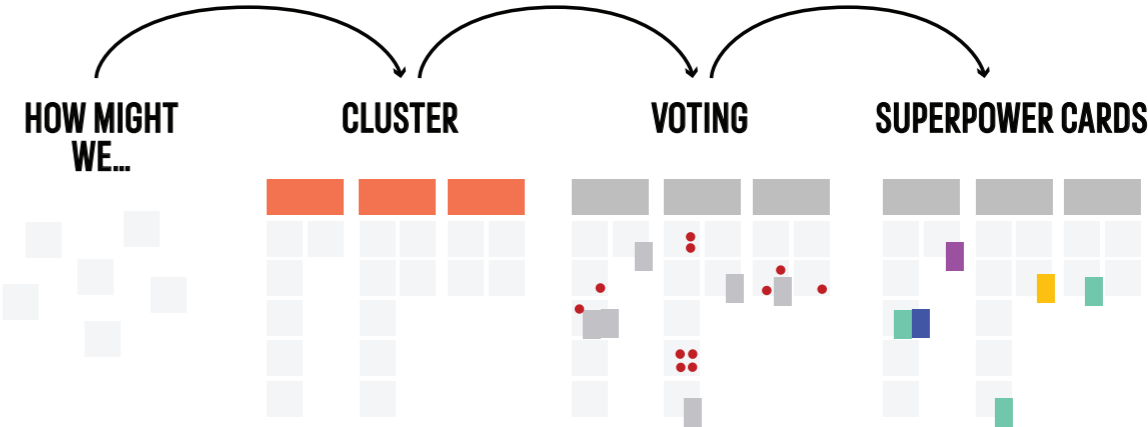 HOW MIGHT
WE...
CLUSTER
VOTING
SUPERPOWER CARDS